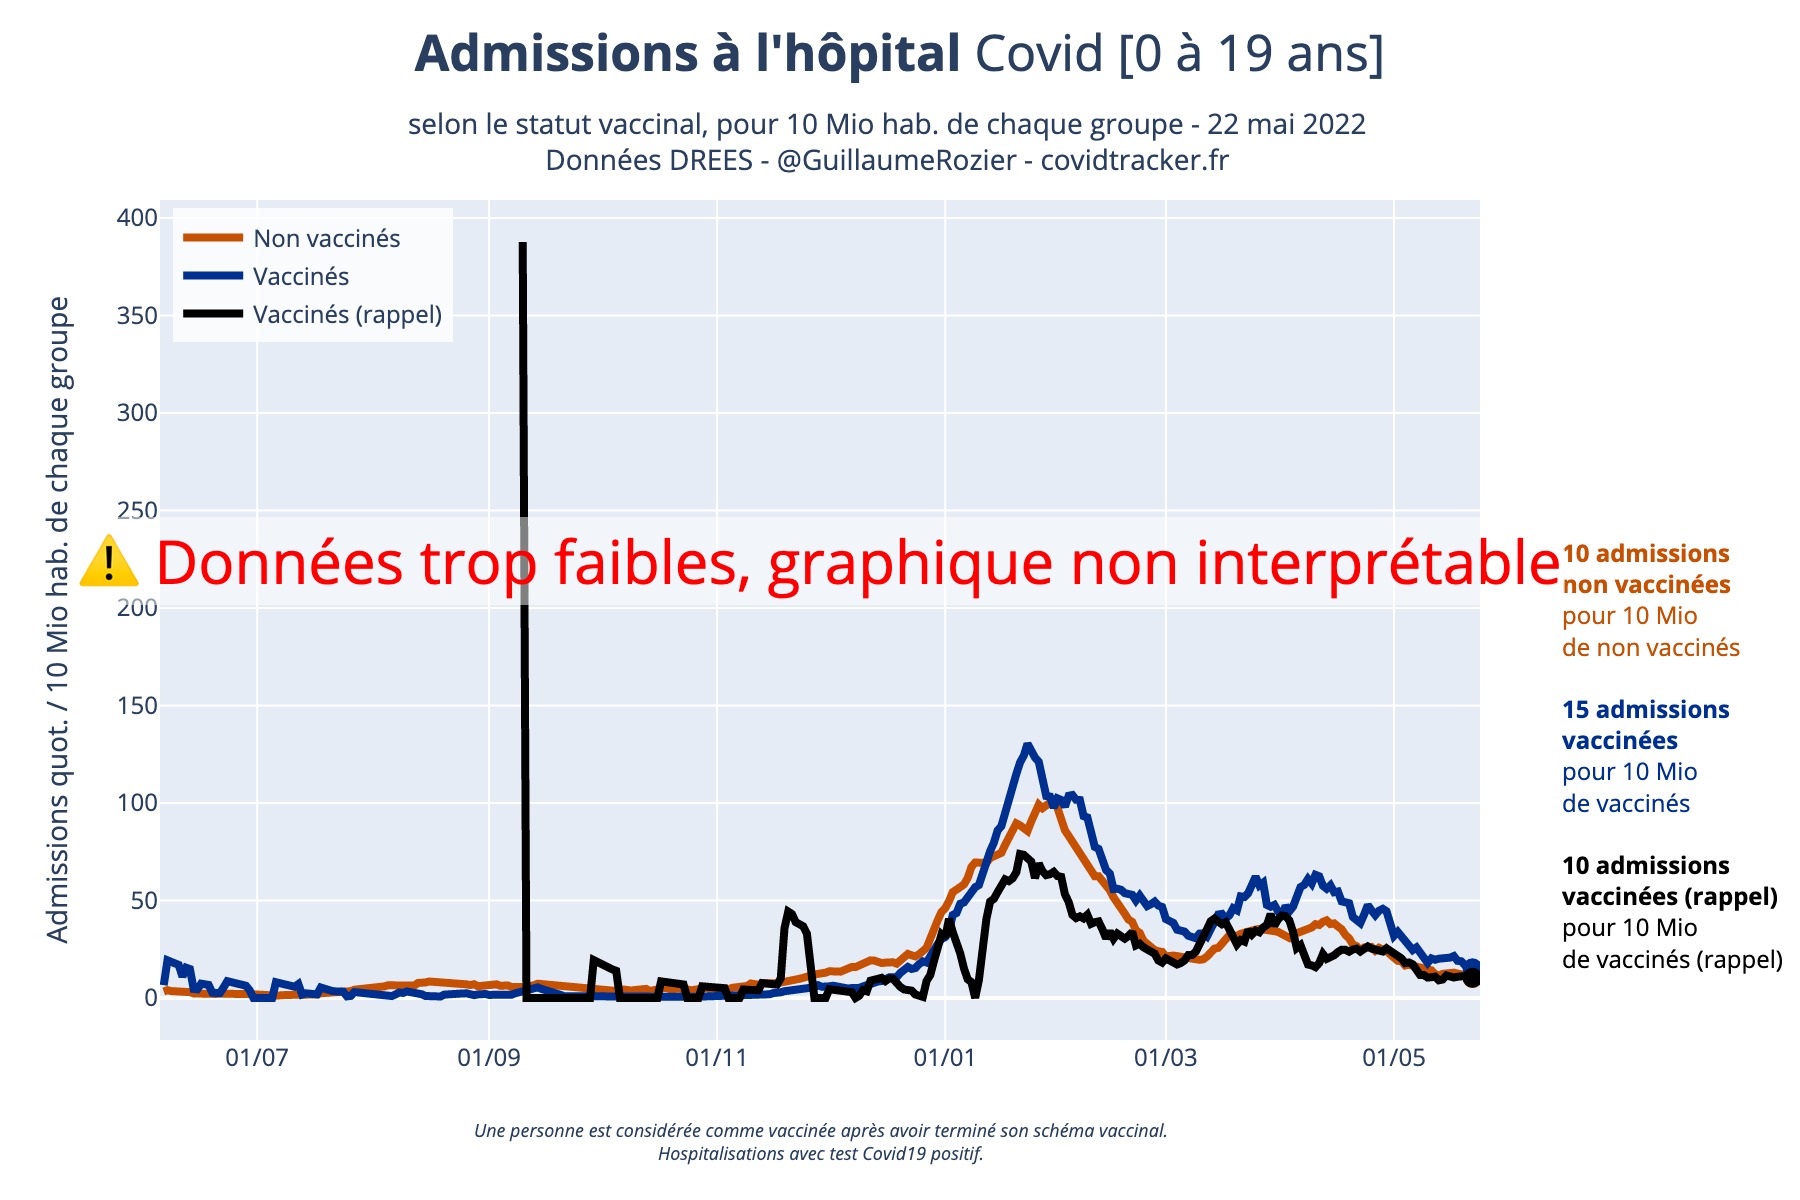 Admissions à l'hôpital Covid [0 à 19 ans]
selon le statut vaccinal, pour 10 Mio hab. de chaque groupe - 22 mai 2022
Données DREES - @GuillaumeRozier - covidtracker.fr
Admissions quot. / 10 Mio hab. de chaque groupe
400
350
300
250
200
150
100
50
0
Non vaccinés
Vaccinés
Vaccinés (rappel)
⚠️ Données trop faibles, graphique non interprétable
10 admissions
non vaccinées
pour 10 Mio
de non vaccinés
15 admissions
vaccinées
pour 10 Mio
de vaccinés
10 admissions
vaccinées (rappel)
pour 10 Mio
de vaccinés (rappel)
01/07
01/09
01/11
01/01
01/03
01/05
Une personne est considérée comme vaccinée après avoir terminé son schéma vaccinal.
Hospitalisations avec test Covid19 positif.